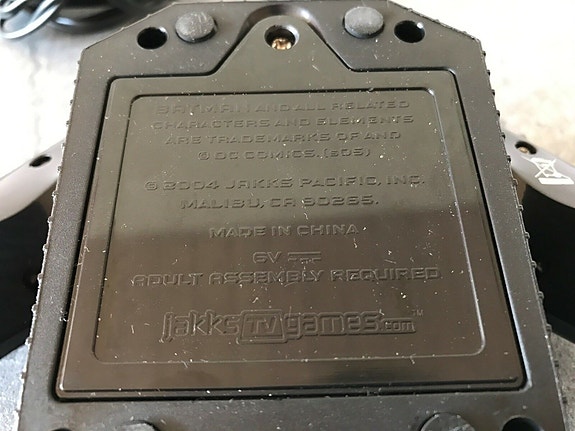 BATMAN AND ALL RELATED
CHARACTERS AND ELEMENTS
ARE TRADEMARKS OF AND
© DC COMICS. (s05)
© 2004 JAKKS PACIFIC, INC.
MALIBU, CA 90265.
MADE IN CHINA
6V ⎓
ADULT ASSEMBLY REQUIRED
jakks TV games.com™